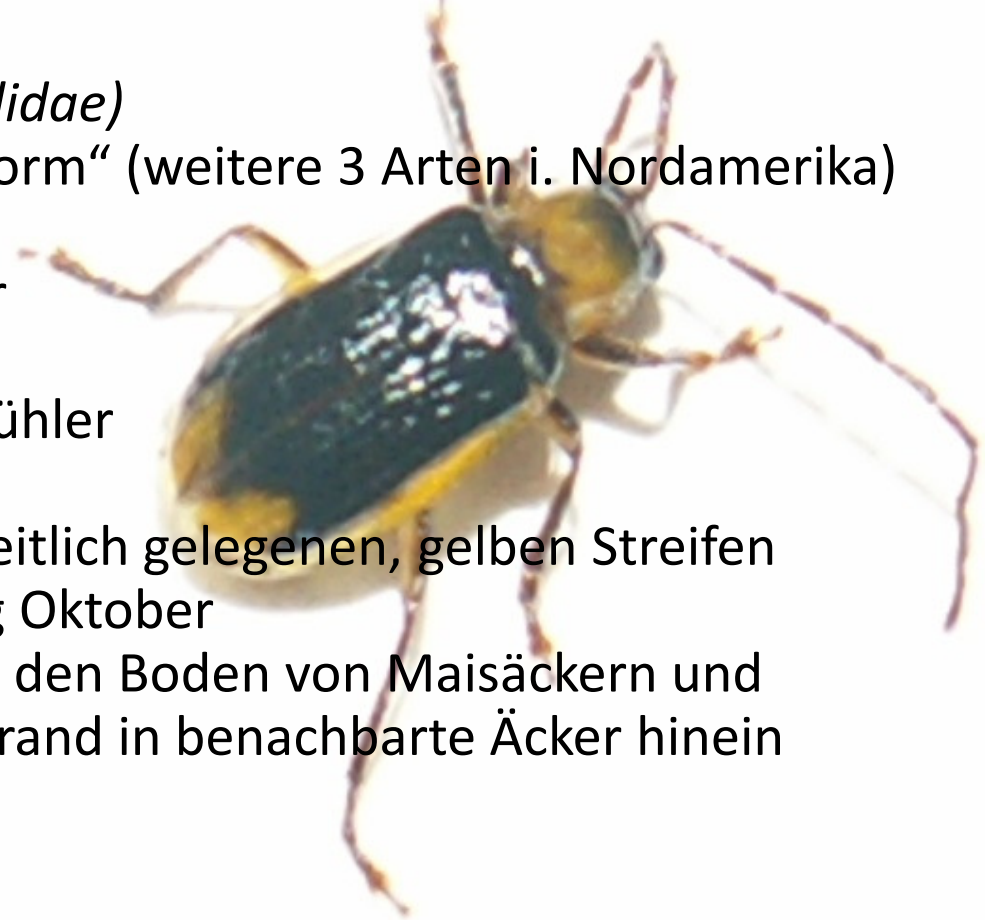 lidae)
orm“ (weitere 3 Arten i. Nordamerika)
r
ühler
eitlich gelegenen, gelben Streifen
g Oktober
den Boden von Maisäckern und
rand in benachbarte Äcker hinein